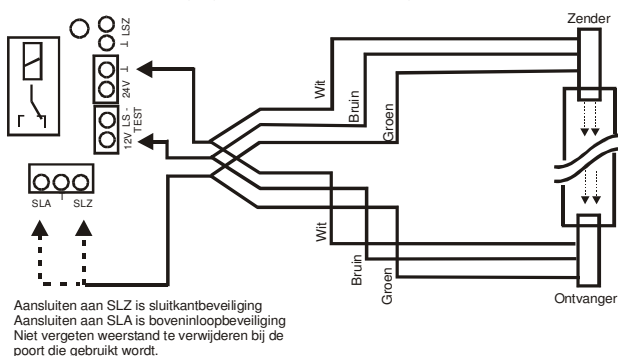 Zender
⊥ LSZ
24V ⊥
12V LS -
TEST
SLA ⊥ SLZ
Wit
Bruin
Groen
Wit
Bruin
Groen
Ontvanger
Aansluiten aan SLZ is sluitkantbeveiliging
Aansluiten aan SLA is boveninloopbeveiliging
Niet vergeten weerstand te verwijderen bij de
poort die gebruikt wordt.